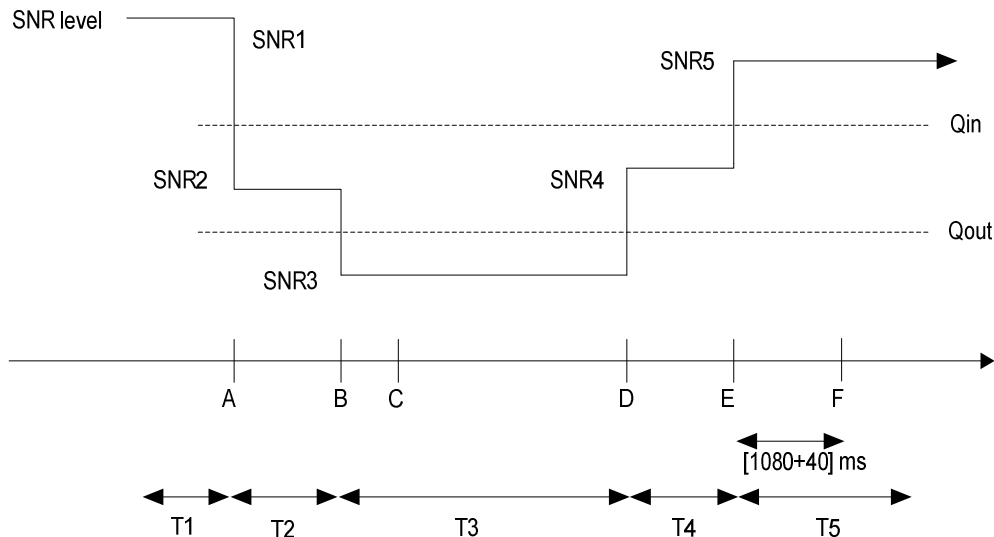 SNR level
SNR1
SNR5
Qin
SNR2
SNR4
Qout
SNR3
A B C D E F
[1080+40] ms
T1 T2 T3 T4 T5